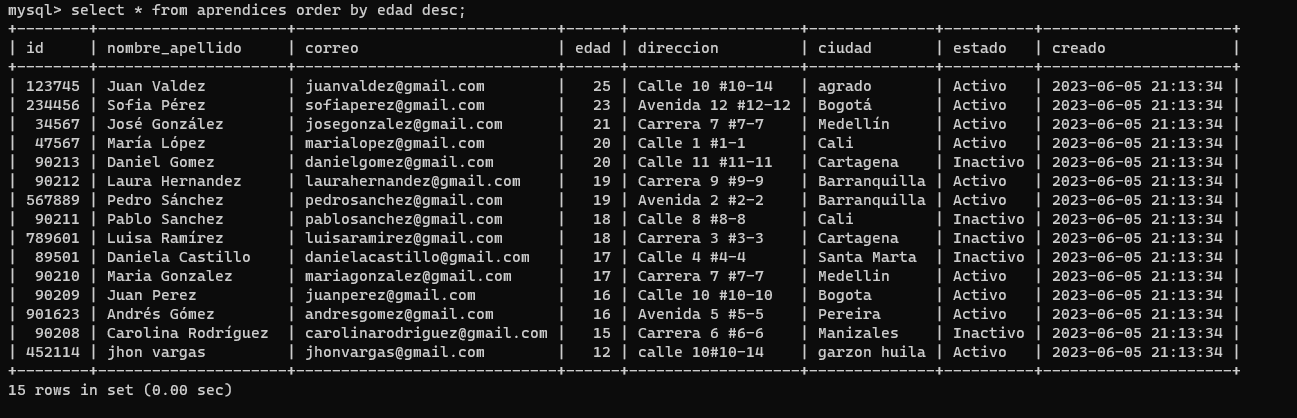 mysql> select * from aprendices order by edad desc;
+--------+---------------------+----------------------------+------+-------------------+--------------+----------+---------------------+
| id     | nombre_apellido     | correo                     | edad | direccion         | ciudad       | estado   | creado              |
+--------+---------------------+----------------------------+------+-------------------+--------------+----------+---------------------+
| 123745 | Juan Valdez         | juanvaldez@gmail.com       |   25 | Calle 10 #10-14   | agrado       | Activo   | 2023-06-05 21:13:34 |
| 234456 | Sofia Pérez         | sofiaperez@gmail.com       |   23 | Avenida 12 #12-12 | Bogotá       | Activo   | 2023-06-05 21:13:34 |
|  34567 | José González       | josegonzalez@gmail.com     |   21 | Carrera 7 #7-7    | Medellín     | Activo   | 2023-06-05 21:13:34 |
|  47567 | María López         | marialopez@gmail.com       |   20 | Calle 1 #1-1      | Cali         | Activo   | 2023-06-05 21:13:34 |
|  90213 | Daniel Gomez        | danielgomez@gmail.com      |   20 | Calle 11 #11-11   | Cartagena    | Inactivo | 2023-06-05 21:13:34 |
|  90212 | Laura Hernandez     | laurahernandez@gmail.com   |   19 | Carrera 9 #9-9    | Barranquilla | Activo   | 2023-06-05 21:13:34 |
| 567889 | Pedro Sánchez       | pedrosanchez@gmail.com     |   19 | Avenida 2 #2-2    | Barranquilla | Activo   | 2023-06-05 21:13:34 |
|  90211 | Pablo Sanchez       | pablosanchez@gmail.com     |   18 | Calle 8 #8-8      | Cali         | Inactivo | 2023-06-05 21:13:34 |
| 789601 | Luisa Ramírez       | luisaramirez@gmail.com     |   18 | Carrera 3 #3-3    | Cartagena    | Inactivo | 2023-06-05 21:13:34 |
|  89501 | Daniela Castillo    | danielacastillo@gmail.com  |   17 | Calle 4 #4-4      | Santa Marta  | Inactivo | 2023-06-05 21:13:34 |
|  90210 | Maria Gonzalez      | mariagonzalez@gmail.com    |   17 | Carrera 7 #7-7    | Medellin     | Activo   | 2023-06-05 21:13:34 |
|  90209 | Juan Perez          | juanperez@gmail.com        |   16 | Calle 10 #10-10   | Bogota       | Activo   | 2023-06-05 21:13:34 |
| 901623 | Andrés Gómez        | andresgomez@gmail.com      |   16 | Avenida 5 #5-5    | Pereira      | Activo   | 2023-06-05 21:13:34 |
|  90208 | Carolina Rodríguez  | carolinarodriguez@gmail.com |   15 | Carrera 6 #6-6    | Manizales    | Inactivo | 2023-06-05 21:13:34 |
| 452114 | jhon vargas         | jhonvargas@gmail.com       |   12 | calle 10#10-14    | garzon huila | Activo   | 2023-06-05 21:13:34 |
+--------+---------------------+----------------------------+------+-------------------+--------------+----------+---------------------+
15 rows in set (0.00 sec)